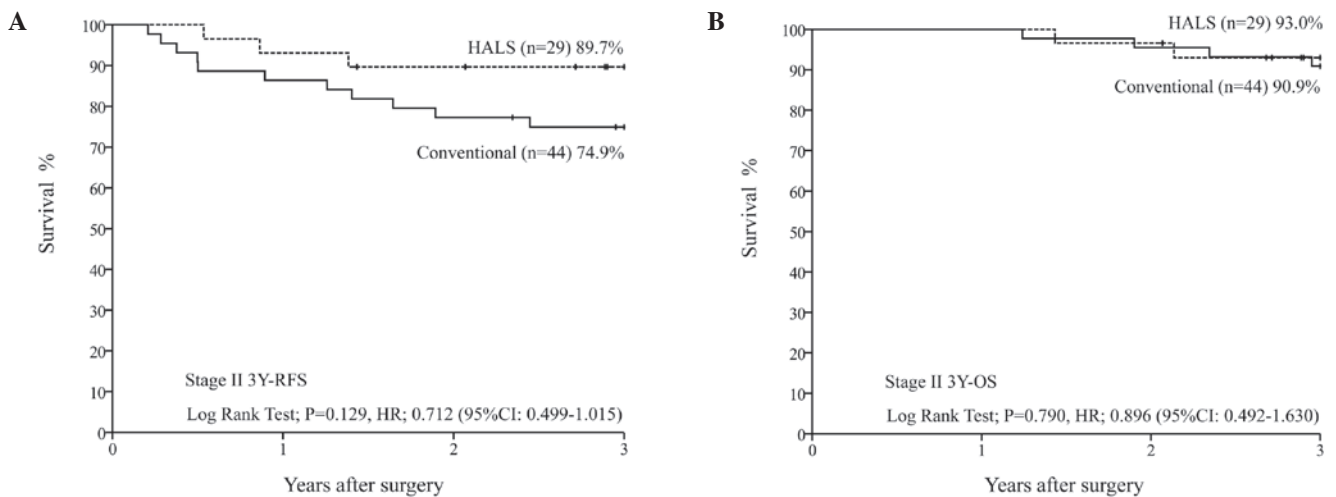 A
Survival %
100
90
80
70
60
50
40
30
20
10
0
HALS (n=29) 89.7%
Conventional (n=44) 74.9%
Stage II 3Y-RFS
Log Rank Test; P=0.129, HR; 0.712 (95%CI: 0.499-1.015)
0 1 2 3
Years after surgery
B
Survival %
100
90
80
70
60
50
40
30
20
10
0
HALS (n=29) 93.0%
Conventional (n=44) 90.9%
Stage II 3Y-OS
Log Rank Test; P=0.790, HR; 0.896 (95%CI: 0.492-1.630)
0 1 2 3
Years after surgery